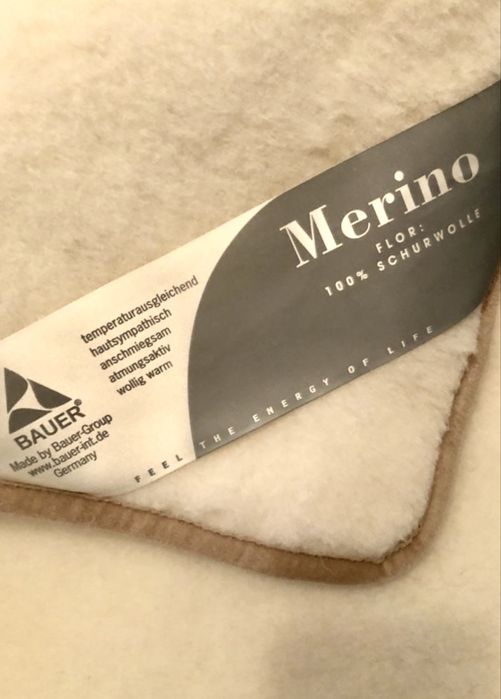 Merino
FLOR:
100% SCHURWOLLE
temperaturausgleichend
hautsympathisch
anschmiegsam
atmungsaktiv
wollig warm
BAUER®
Made by Bauer-Group
www.bauer-int.de
Germany
FEEL THE ENERGY OF LIFE